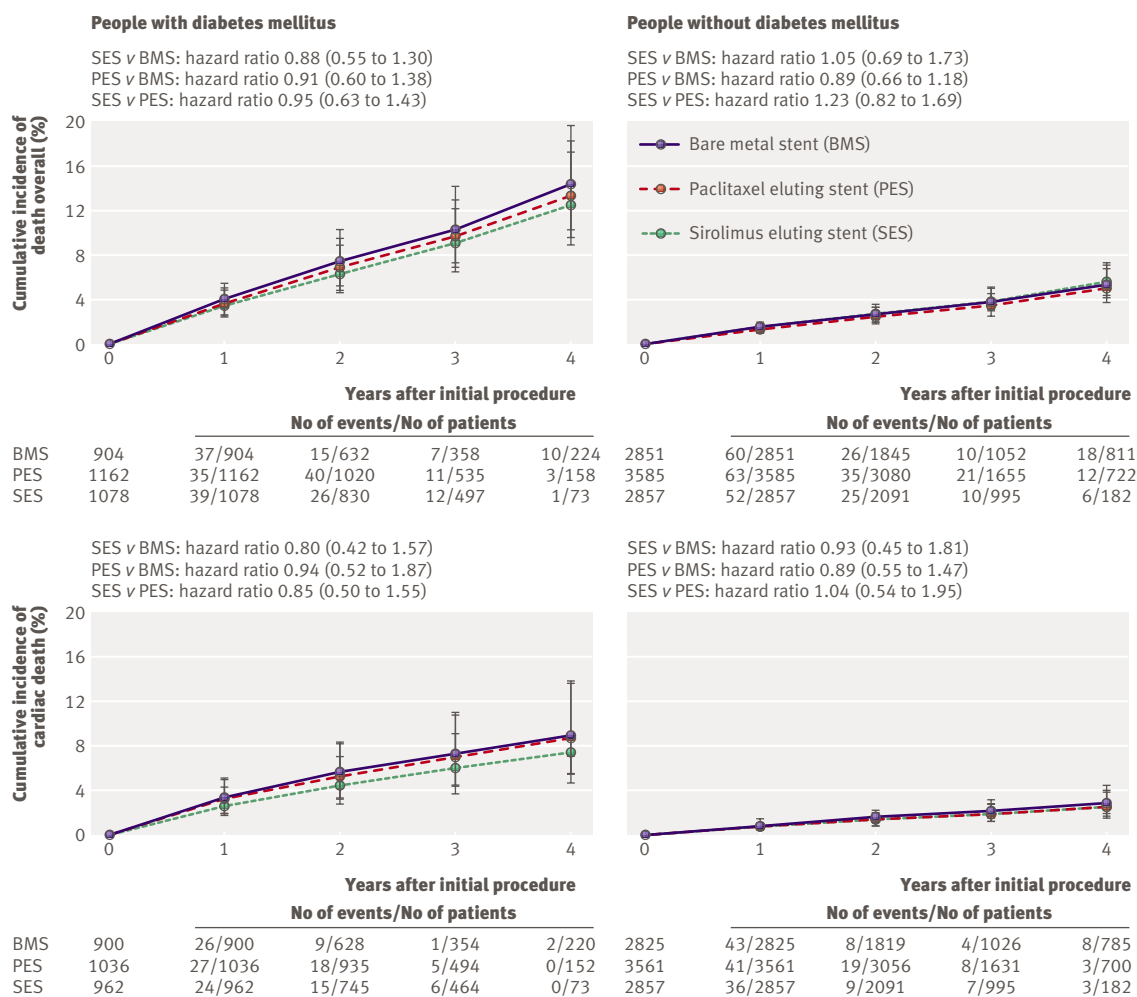 People with diabetes mellitus
SES v BMS: hazard ratio 0.88 (0.55 to 1.30)
PES v BMS: hazard ratio 0.91 (0.60 to 1.38)
SES v PES: hazard ratio 0.95 (0.63 to 1.43)
People without diabetes mellitus
SES v BMS: hazard ratio 1.05 (0.69 to 1.73)
PES v BMS: hazard ratio 0.89 (0.66 to 1.18)
SES v PES: hazard ratio 1.23 (0.82 to 1.69)
Cumulative incidence of
death overall (%)
20
16
12
8
4
0
0 1 2 3 4
Years after initial procedure
Bare metal stent (BMS)
Paclitaxel eluting stent (PES)
Sirolimus eluting stent (SES)
0 1 2 3 4
Years after initial procedure
No of events/No of patients No of events/No of patients
BMS 904 37/904 15/632 7/358 10/224 2851 60/2851 26/1845 10/1052 18/811
PES 1162 35/1162 40/1020 11/535 3/158 3585 63/3585 35/3080 21/1655 12/722
SES 1078 39/1078 26/830 12/497 1/73 2857 52/2857 25/2091 10/995 6/182
SES v BMS: hazard ratio 0.80 (0.42 to 1.57)
PES v BMS: hazard ratio 0.94 (0.52 to 1.87)
SES v PES: hazard ratio 0.85 (0.50 to 1.55)
SES v BMS: hazard ratio 0.93 (0.45 to 1.81)
PES v BMS: hazard ratio 0.89 (0.55 to 1.47)
SES v PES: hazard ratio 1.04 (0.54 to 1.95)
Cumulative incidence of
cardiac death (%)
20
16
12
8
4
0
0 1 2 3 4
Years after initial procedure
0 1 2 3 4
Years after initial procedure
No of events/No of patients No of events/No of patients
BMS 900 26/900 9/628 1/354 2/220 2825 43/2825 8/1819 4/1026 8/785
PES 1036 27/1036 18/935 5/494 0/152 3561 41/3561 19/3056 8/1631 3/700
SES 962 24/962 15/745 6/464 0/73 2857 36/2857 9/2091 7/995 3/182